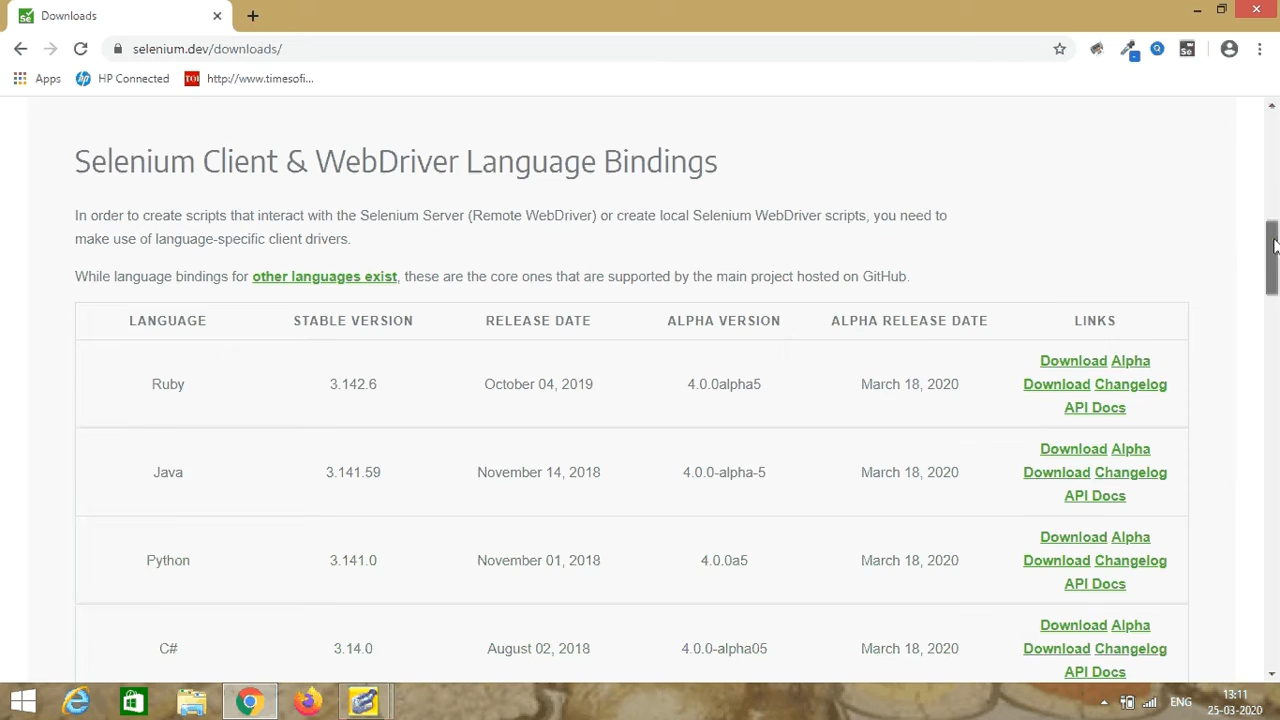 Downloads
selenium.dev/downloads/
Apps HP Connected TOI http://www.timesofi...
Selenium Client & WebDriver Language Bindings
In order to create scripts that interact with the Selenium Server (Remote WebDriver) or create local Selenium WebDriver scripts, you need to
make use of language-specific client drivers.
While language bindings for other languages exist, these are the core ones that are supported by the main project hosted on GitHub.
LANGUAGE STABLE VERSION RELEASE DATE ALPHA VERSION ALPHA RELEASE DATE LINKS
Ruby 3.142.6 October 04, 2019 4.0.0alpha5 March 18, 2020 Download Alpha
Download Changelog
API Docs
Java 3.141.59 November 14, 2018 4.0.0-alpha-5 March 18, 2020 Download Alpha
Download Changelog
API Docs
Python 3.141.0 November 01, 2018 4.0.0a5 March 18, 2020 Download Alpha
Download Changelog
API Docs
C# 3.14.0 August 02, 2018 4.0.0-alpha05 March 18, 2020 Download Alpha
Download Changelog
API Docs
ENG 13:11
25-03-2020